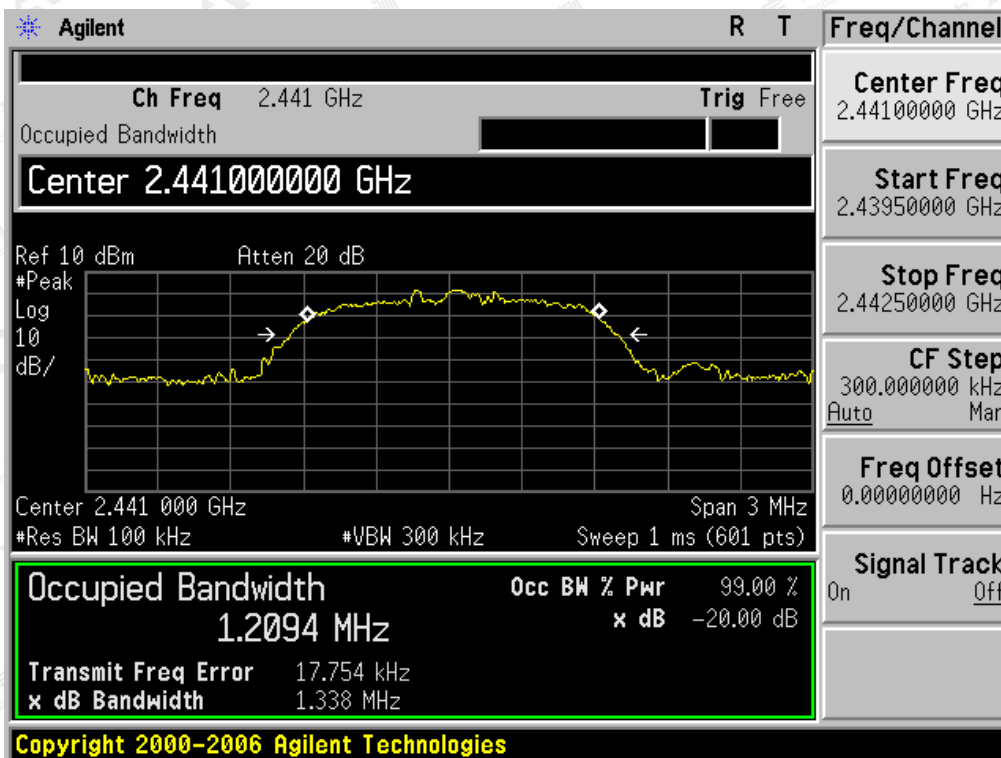 Agilent R T
Freq/Channel
Ch Freq 2.441 GHz Trig Free
Occupied Bandwidth
Center 2.441000000 GHz
Ref 10 dBm Atten 20 dB
#Peak
Log
10
dB/
Center 2.441 000 GHz Span 3 MHz
#Res BW 100 kHz #VBW 300 kHz Sweep 1 ms (601 pts)
Occupied Bandwidth
1.2094 MHz
Occ BW % Pwr 99.00 %
x dB -20.00 dB
Transmit Freq Error 17.754 kHz
x dB Bandwidth 1.338 MHz
Copyright 2000-2006 Agilent Technologies
Center Freq
2.44100000 GHz
Start Freq
2.43950000 GHz
Stop Freq
2.44250000 GHz
CF Step
300.000000 kHz
Auto Man
Freq Offset
0.00000000 Hz
Signal Track
On Off